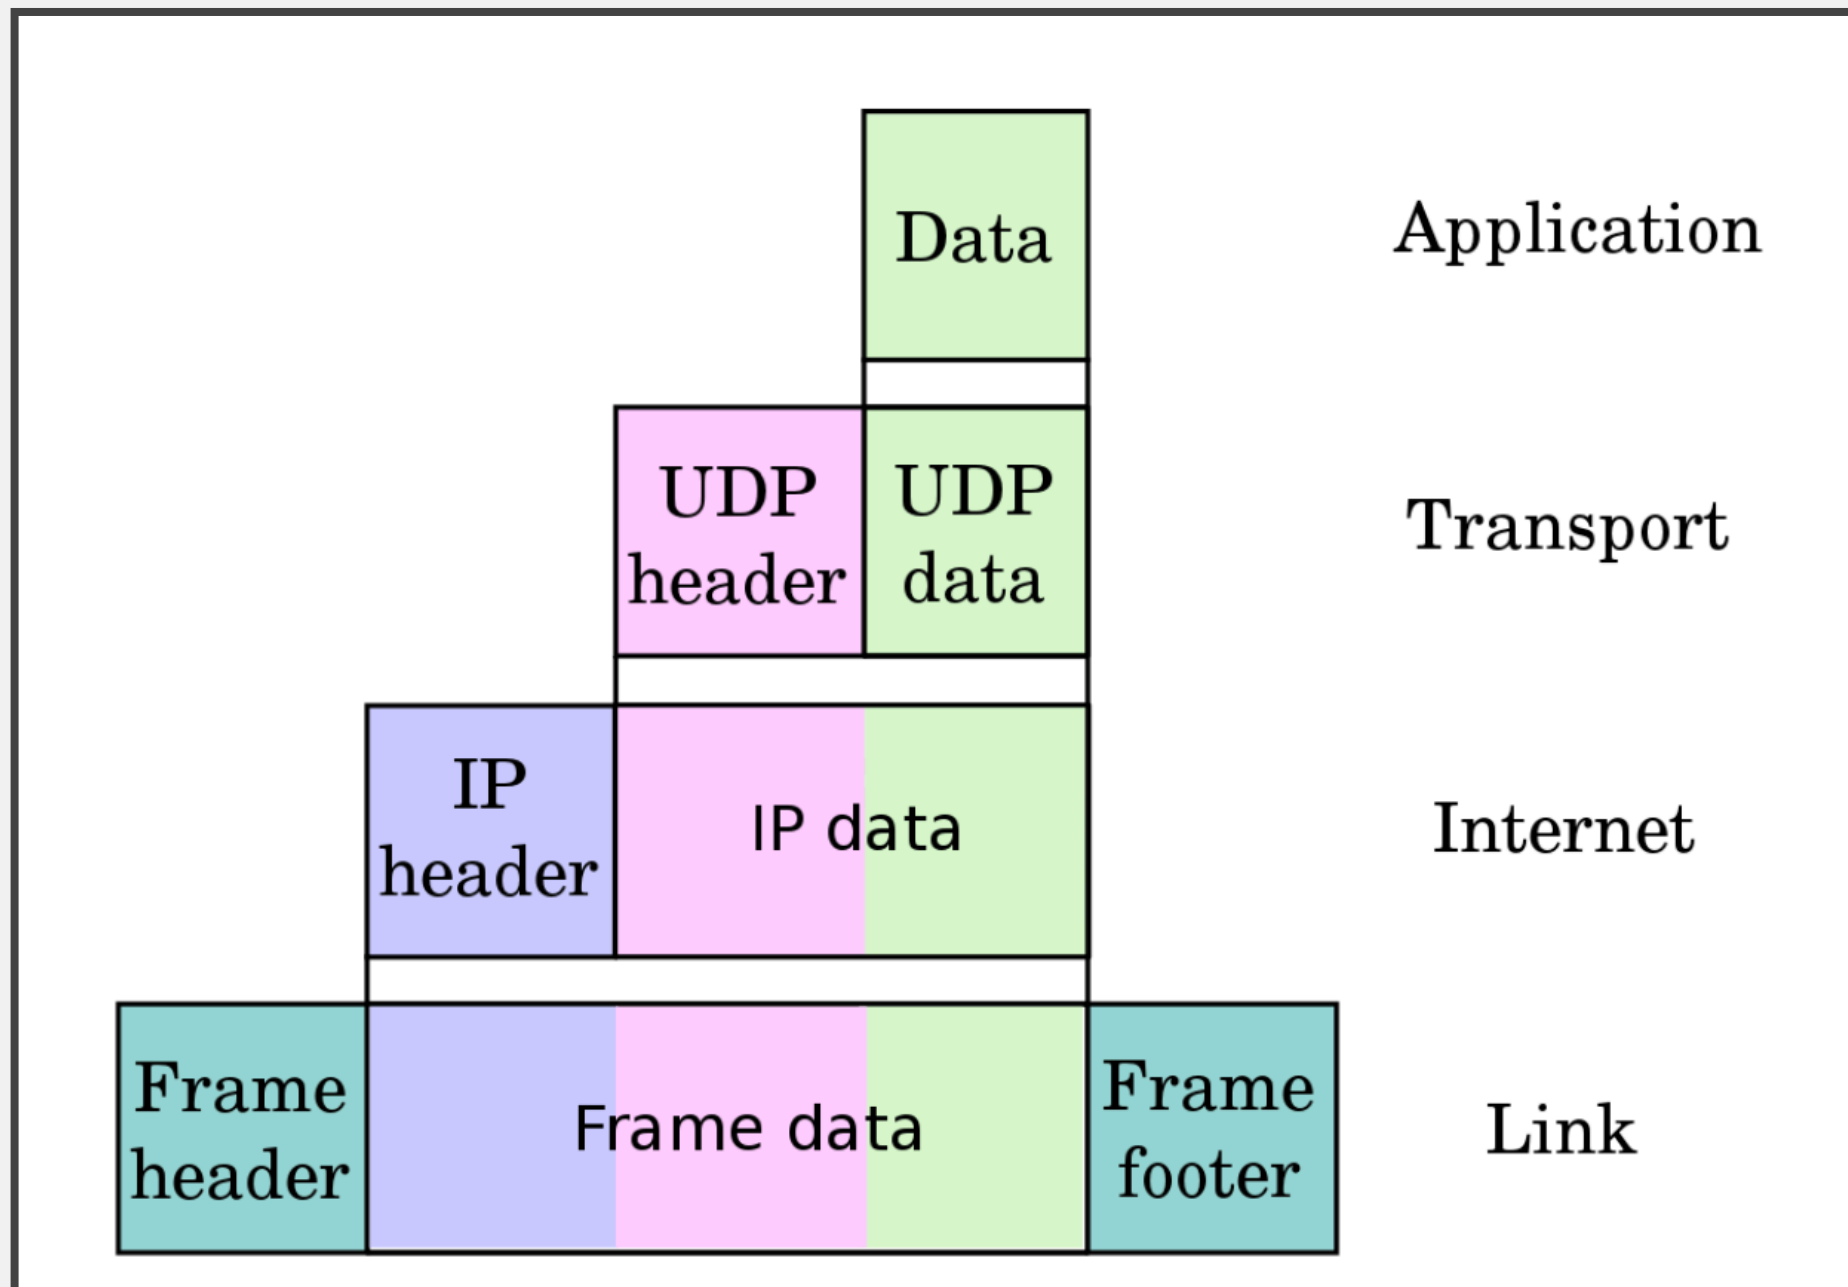 Data
Application
UDP
header
UDP
data
Transport
IP
header
IP data
Internet
Frame
header
Frame data
Frame
footer
Link